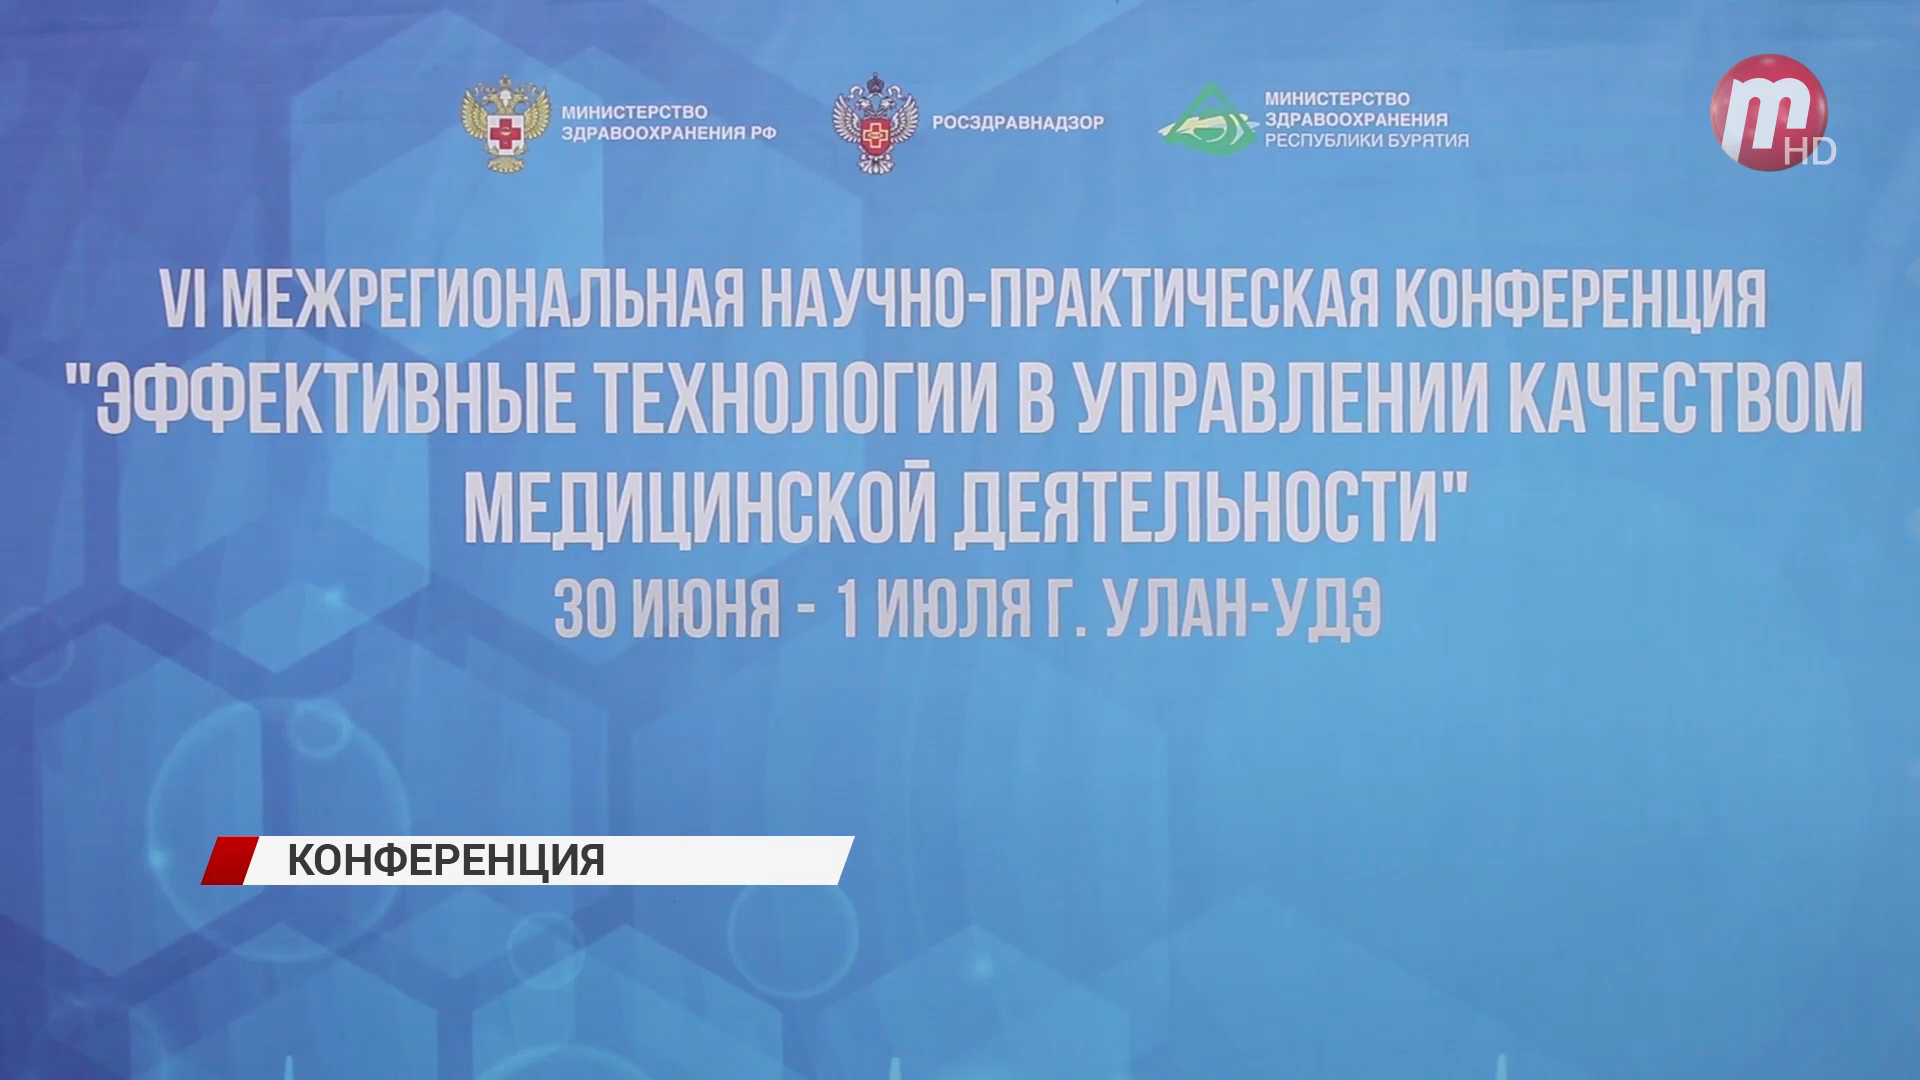 МИНИСТЕРСТВО
ЗДРАВООХРАНЕНИЯ РФ
РОСЗДРАВНАДЗОР
МИНИСТЕРСТВО
ЗДРАВООХРАНЕНИЯ
РЕСПУБЛИКИ БУРЯТИЯ
m HD
VI МЕЖРЕГИОНАЛЬНАЯ НАУЧНО-ПРАКТИЧЕСКАЯ КОНФЕРЕНЦИЯ
"ЭФФЕКТИВНЫЕ ТЕХНОЛОГИИ В УПРАВЛЕНИИ КАЧЕСТВОМ
МЕДИЦИНСКОЙ ДЕЯТЕЛЬНОСТИ"
30 ИЮНЯ - 1 ИЮЛЯ Г. УЛАН-УДЭ
КОНФЕРЕНЦИЯ